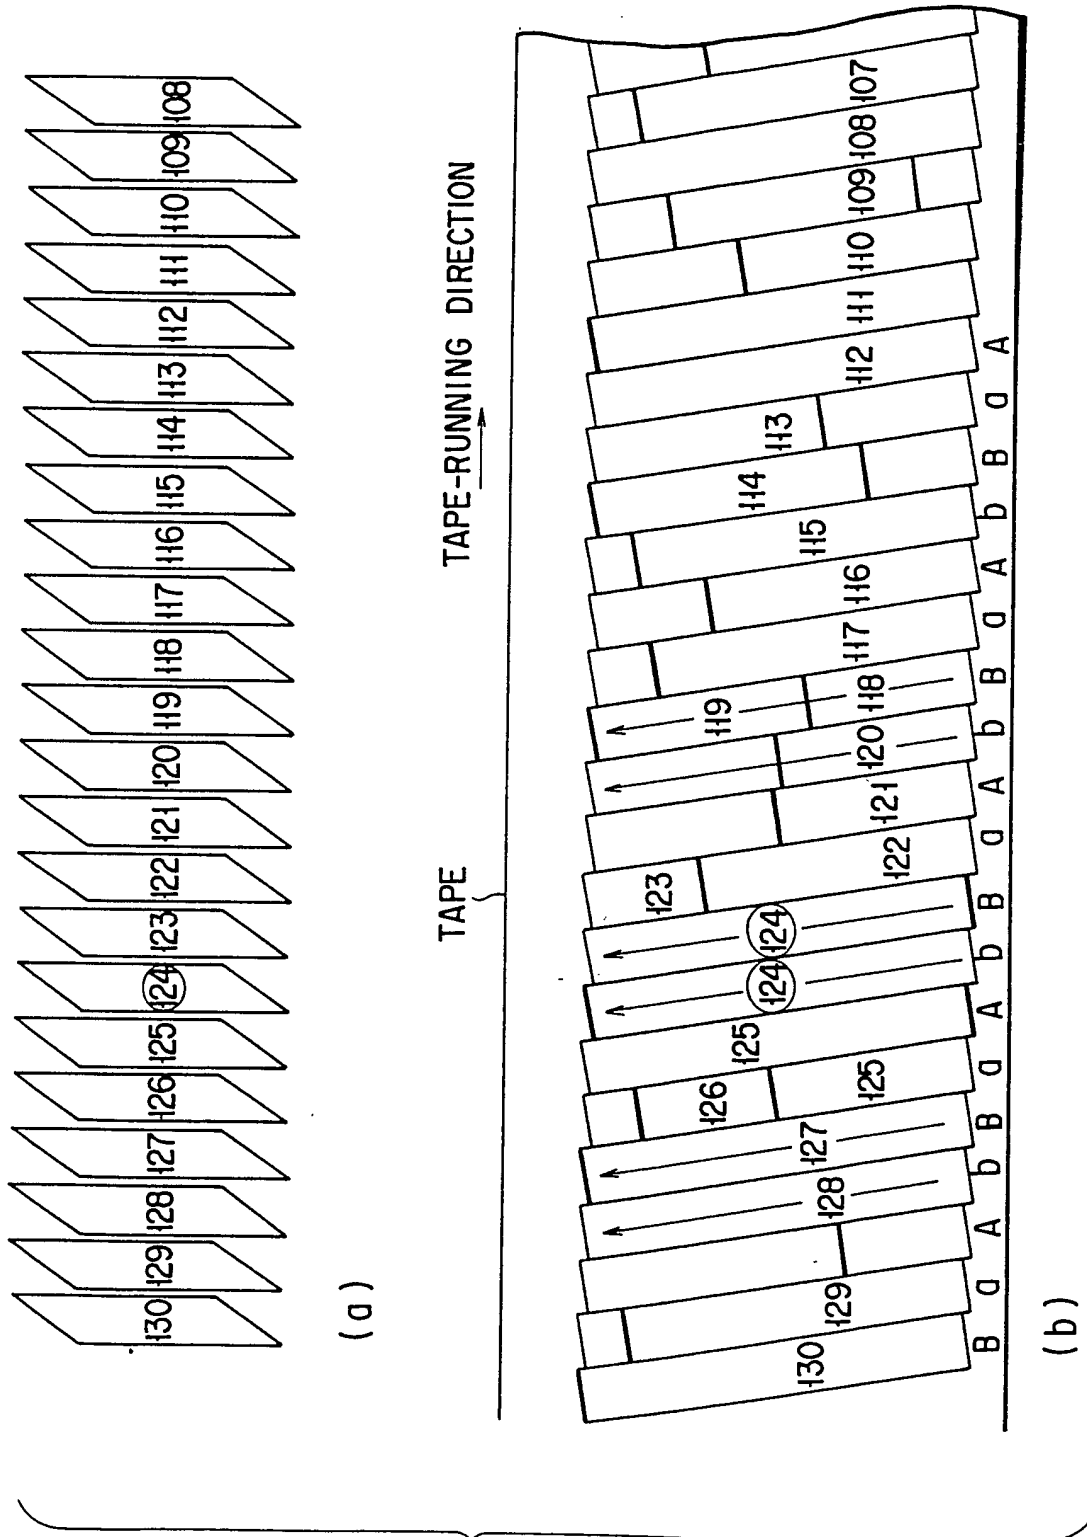 130 129 128 127 126 125 124 123 122 121 120 119 118 117 116 115 114 113 112 111 110 109 108
(a)
TAPE
TAPE-RUNNING DIRECTION
130 129 128 127 126 125 125 124 124 123 122 121 120 119 118 117 116 115 114 113 112 111 110 109 108 107
B a A b B a A b B a A b B a A b B a A
(b)